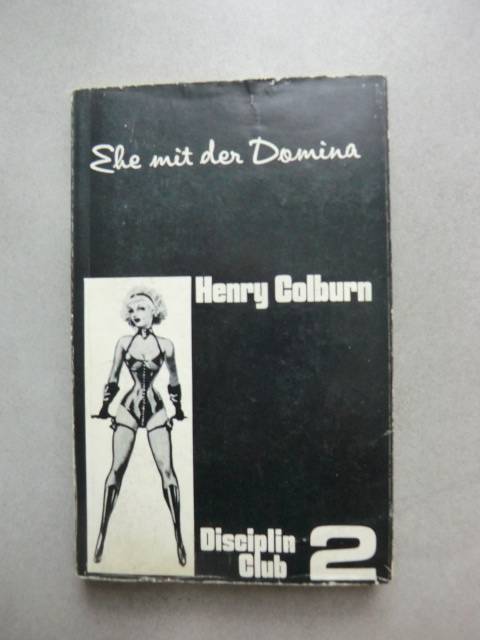 Ehe mit der Domina
Henry Colburn
Disciplin
Club
2